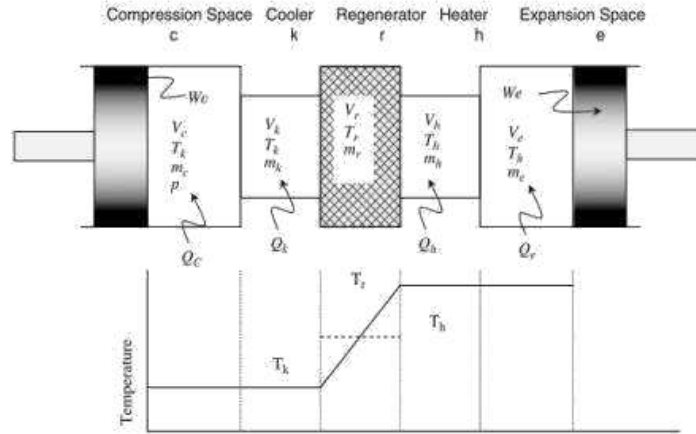 Compression Space Cooler Regenerator Heater Expansion Space
c k r h e
Wc We
Vc Vk Vr Vh Ve
Tk Tk Tr Th Th
mc mk mr mh me
p
QC Qk Qh Qr
Tr
Th
Tk
Temperature